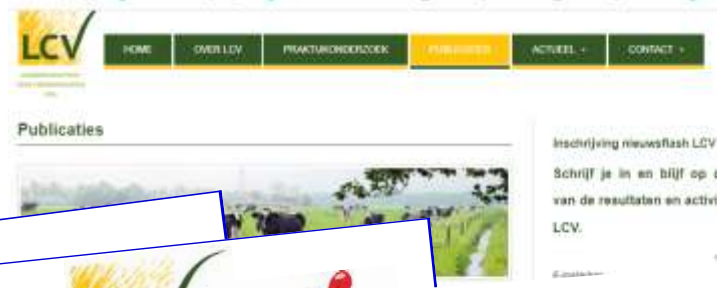 LCV
HOME
OVER LCV
PRAKTIJKONDERZOEK
PUBLICATIES
ACTUEEL
CONTACT
Publicaties
Inschrijving nieuwsflash LCV
Schrijf je in en blijf op
van de resultaten en activi
LCV.